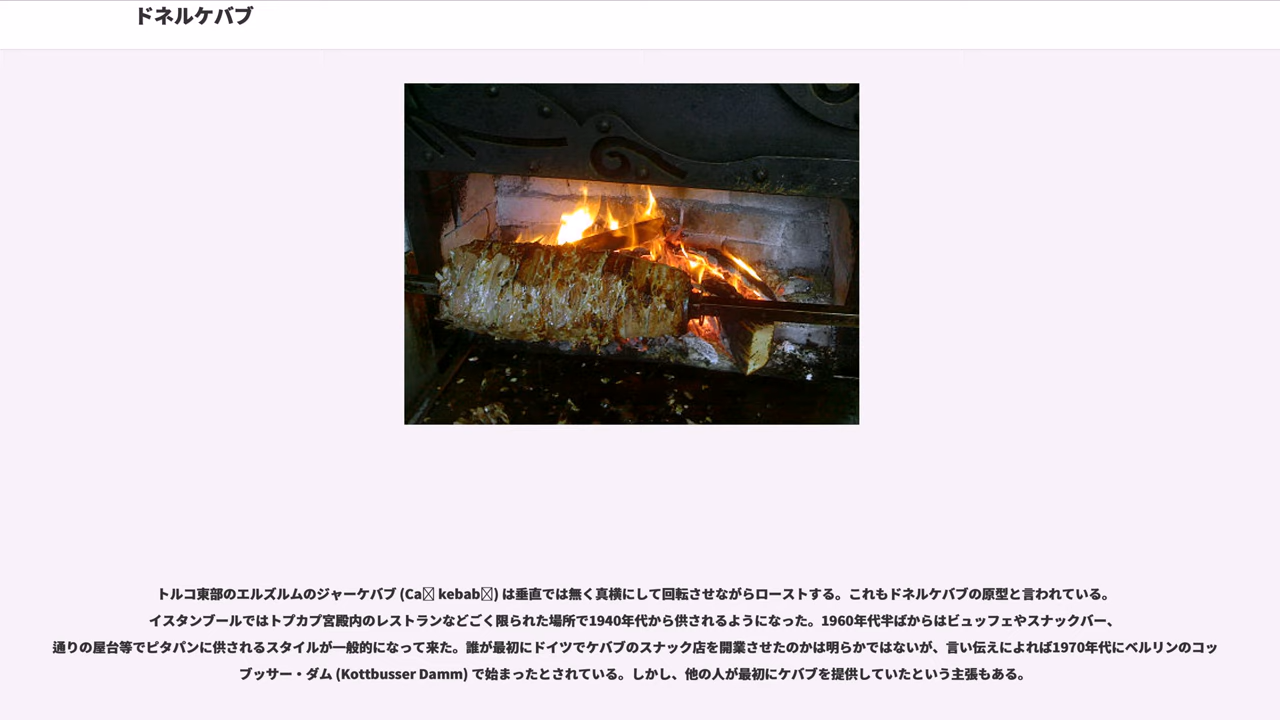 ドネルケバブ
トルコ東部のエルズルムのジャーケバブ (Ca kebab) は垂直では無く真横にして回転させながらローストする。これもドネルケバブの原型と言われている。
イスタンブールではトプカプ宮殿内のレストランなどごく限られた場所で1940年代から供されるようになった。1960年代半ばからはビュッフェやスナックバー、
通りの屋台等でピタパンに供されるスタイルが一般的になって来た。誰が最初にドイツでケバブのスナック店を開業させたのかは明らかではないが、言い伝えによれば1970年代にベルリンのコッ
ブッサー・ダム (Kottbusser Damm) で始まったとされている。しかし、他の人が最初にケバブを提供していたという主張もある。